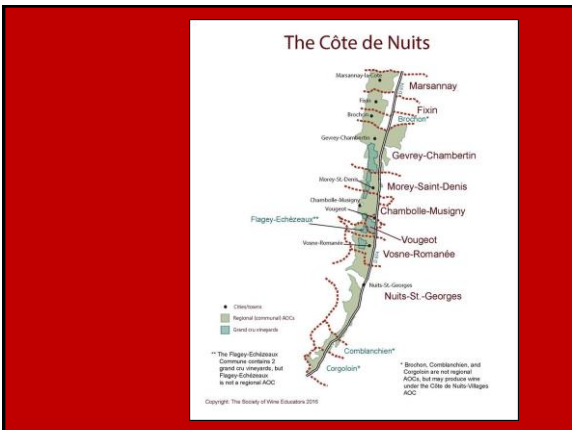 The Côte de Nuits
Marsannay-la-Côte
Marsannay
Fixin
Fixin
Brochon
Brochon*
Gevrey-Chambertin
Gevrey-Chambertin
Morey-St-Denis
Morey-Saint-Denis
Chambolle-Musigny
Chambolle-Musigny
Vougeot
Flagey-Echézeaux**
Vougeot
Vosne-Romanée
Vosne-Romanée
Nuits-St.-Georges
Nuits-St.-Georges
Cities/towns
Regional (communal) AOCs
Grand cru vineyards
Comblanchien*
Corgoloin*
** The Flagey-Echézeaux
Commune contains 2
grand cru vineyards, but
Flagey-Echézeaux
is not a regional AOC
* Brochon, Comblanchien, and
Corgoloin are not regional
AOCs, but may produce wine
under the Côte de Nuits-Villages
AOC
Copyright: The Society of Wine Educators 2016